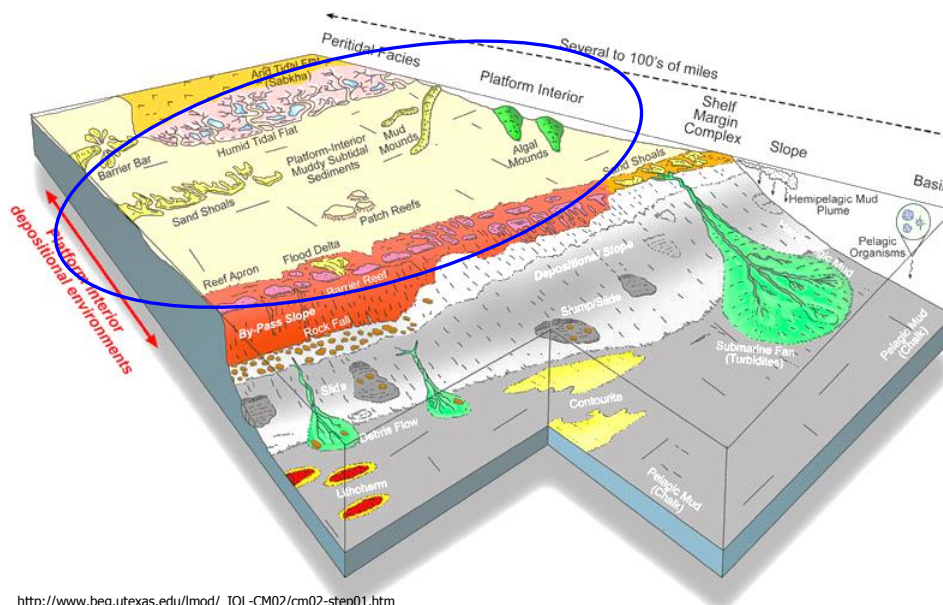 Several to 100's of miles
Peritidal Facies
Platform Interior
Shelf
Margin
Complex
Slope
Basin
Arid Tidal Flat
(Sabkha)
Humid Tidal Flat
Barrier Bar
Sand Shoals
Platform-Interior
Muddy Subtidal
Sediments
Mud
Mounds
Algal
Mounds
Patch Reefs
Sand Shoals
Hemipelagic Mud
Plume
Pelagic
Organisms
Reef Apron
Flood Delta
Barrier Reef
By-Pass Slope
Rock Fall
Depositional Slope
Slump/Slide
Pelagic Mud
Submarine Fan
(Turbidites)
Pelagic Mud
(Chalk)
Slide
Debris Flow
Contourite
Lithoherm
Pelagic Mud
(Chalk)
Platform interior
depositional environments
http://www.beg.utexas.edu/lmod/_IOL-CM02/cm02-step01.htm